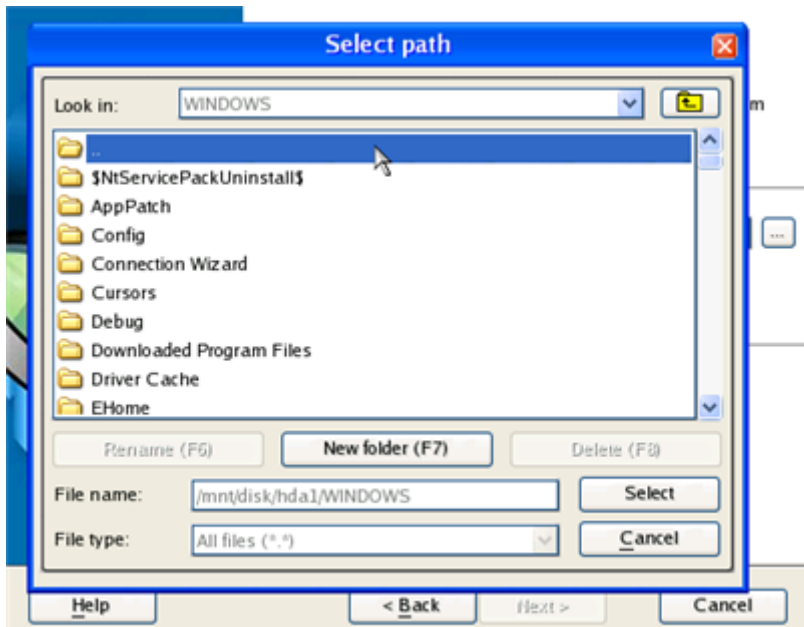 Select path
Look in: WINDOWS
m
..
$NtServicePackUninstall$
AppPatch
Config
Connection Wizard
Cursors
Debug
Downloaded Program Files
Driver Cache
EHome
...
Rename (F6) New folder (F7) Delete (F8)
File name: /mnt/disk/hda1/WINDOWS Select
File type: All files (*.*) Cancel
Help < Back Next > Cancel